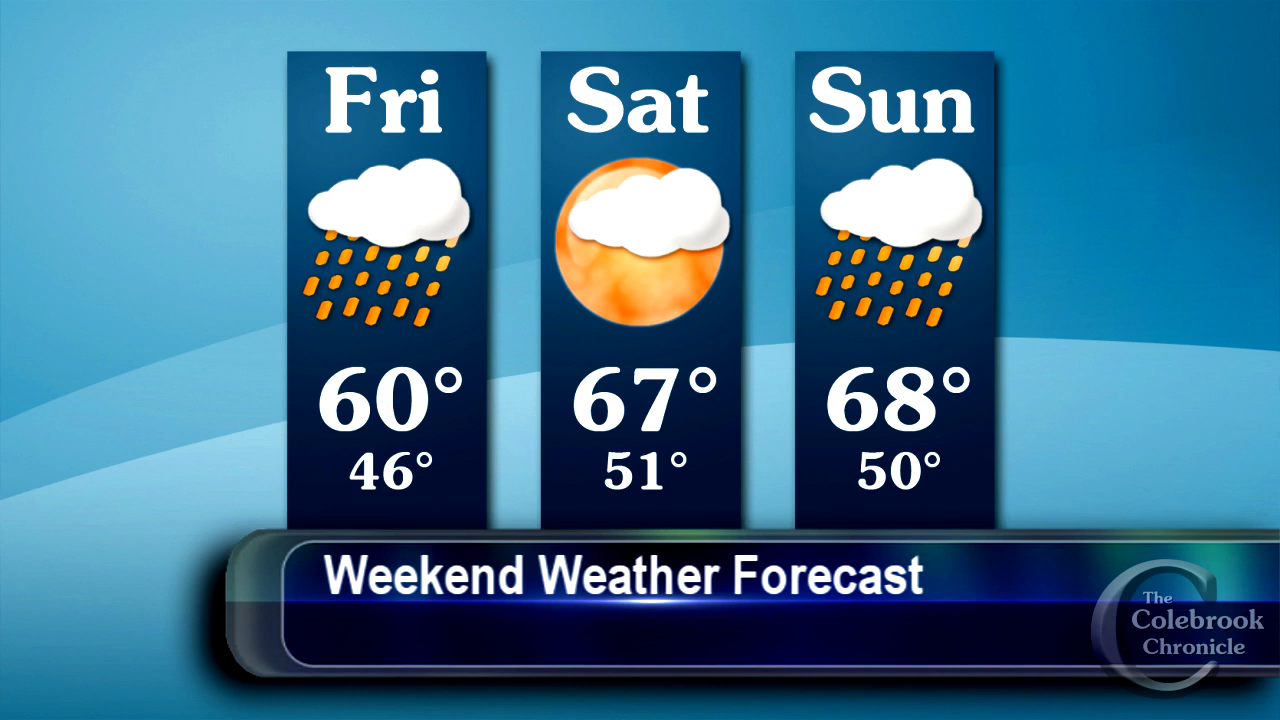 Fri
60°
46°
Sat
67°
51°
Sun
68°
50°
Weekend Weather Forecast
The
Colebrook
Chronicle